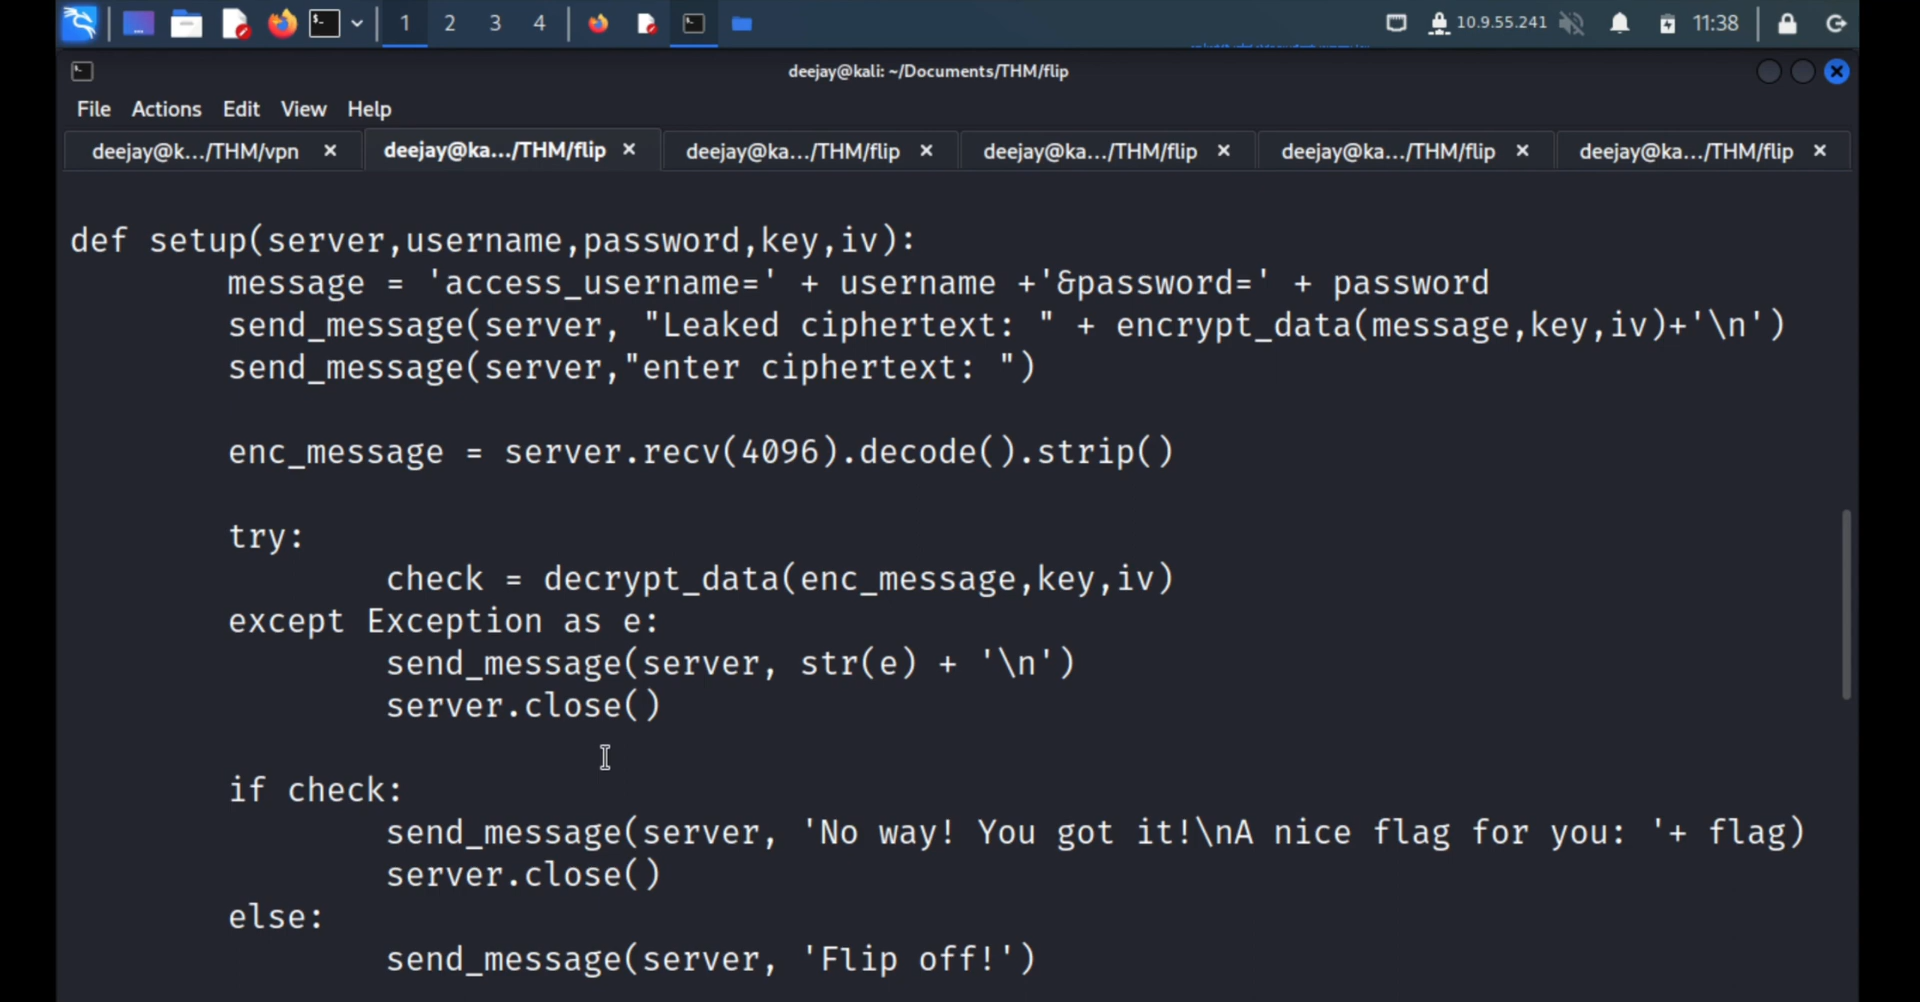 1 2 3 4 10.9.55.241 11:38
deejay@kali: ~/Documents/THM/flip
File Actions Edit View Help
deejay@k.../THM/vpn × deejay@ka.../THM/flip × deejay@ka.../THM/flip × deejay@ka.../THM/flip × deejay@ka.../THM/flip × deejay@ka.../THM/flip ×
def setup(server,username,password,key,iv):
message = 'access_username=' + username +'&password=' + password
send_message(server, "Leaked ciphertext: " + encrypt_data(message,key,iv)+'\n')
send_message(server,"enter ciphertext: ")
enc_message = server.recv(4096).decode().strip()
try:
check = decrypt_data(enc_message,key,iv)
except Exception as e:
send_message(server, str(e) + '\n')
server.close()
if check:
send_message(server, 'No way! You got it!\nA nice flag for you: '+ flag)
server.close()
else:
send_message(server, 'Flip off!')